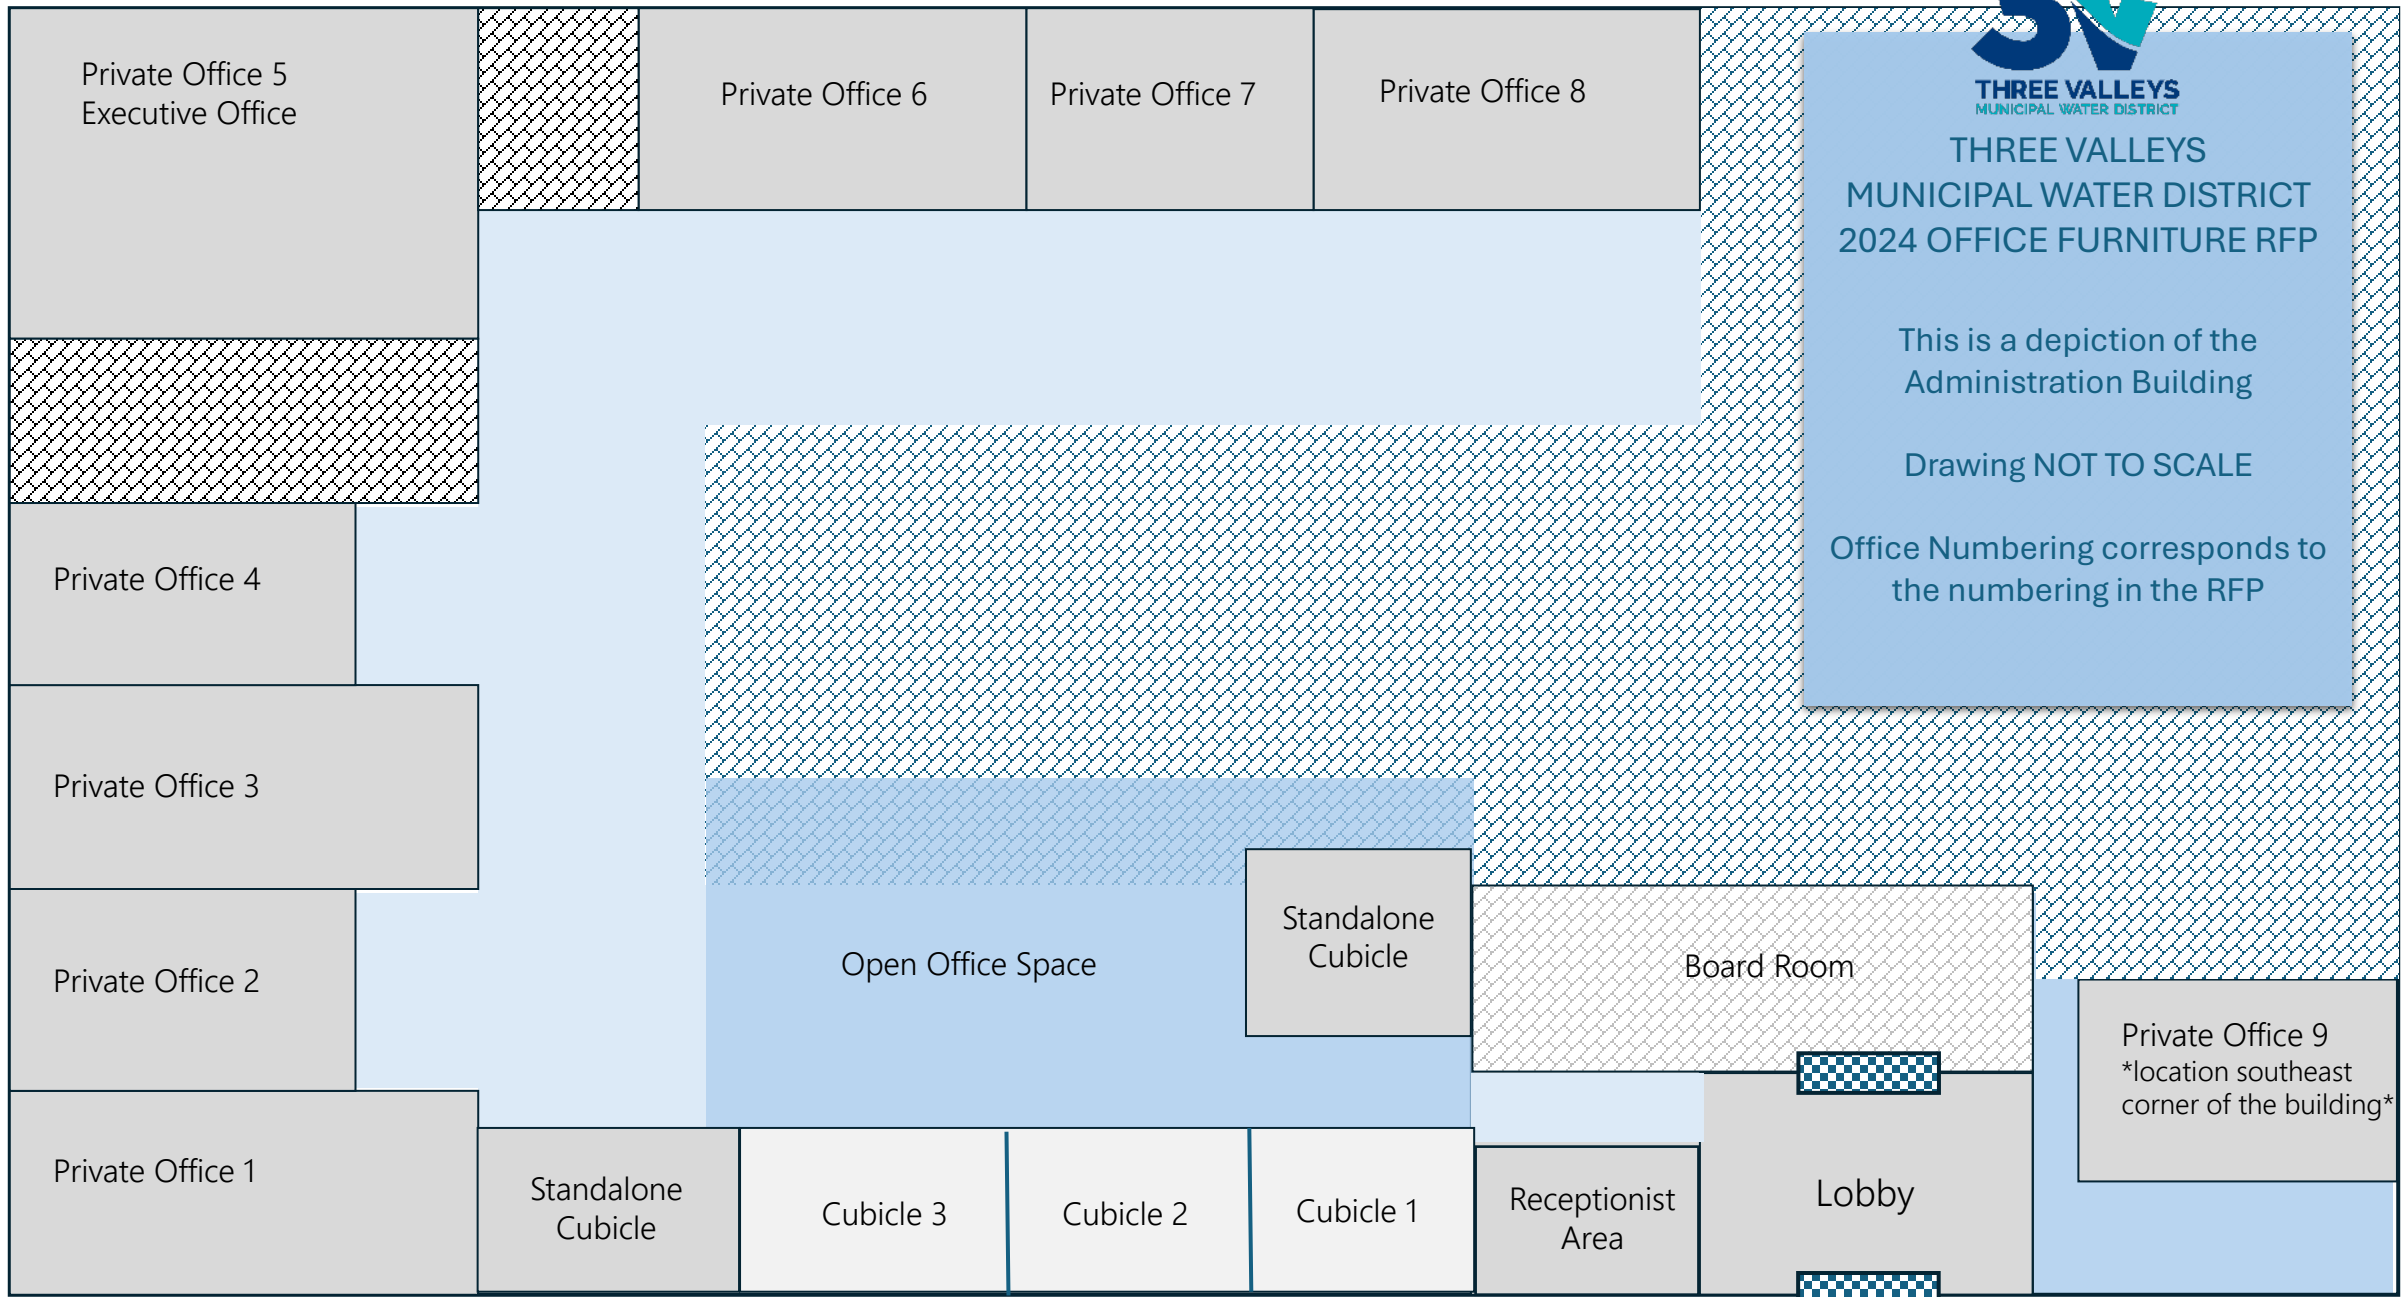 Private Office 5
Executive Office
Private Office 6
Private Office 7
Private Office 8
THREE VALLEYS
MUNICIPAL WATER DISTRICT
THREE VALLEYS
MUNICIPAL WATER DISTRICT
2024 OFFICE FURNITURE RFP
This is a depiction of the
Administration Building
Drawing NOT TO SCALE
Office Numbering corresponds to
the numbering in the RFP
Private Office 4
Private Office 3
Private Office 2
Private Office 1
Open Office Space
Standalone
Cubicle
Board Room
Private Office 9
*location southeast
corner of the building*
Standalone
Cubicle
Cubicle 3
Cubicle 2
Cubicle 1
Receptionist
Area
Lobby